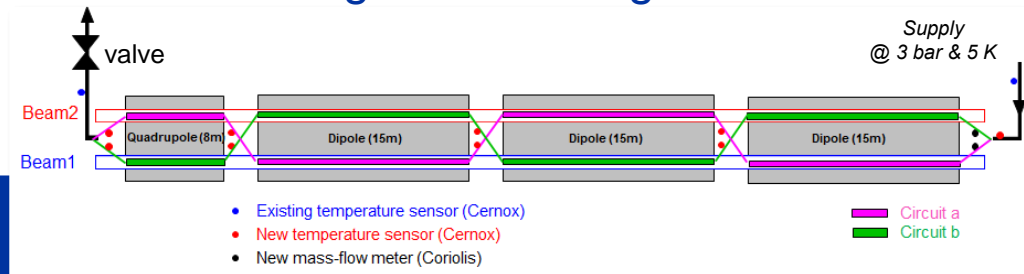 valve
Supply
@ 3 bar & 5 K
Beam2
Quadrupole (8m)
Dipole (15m)
Dipole (15m)
Dipole (15m)
Beam1
Existing temperature sensor (Cernox)
New temperature sensor (Cernox)
New mass-flow meter (Coriolis)
Circuit a
Circuit b